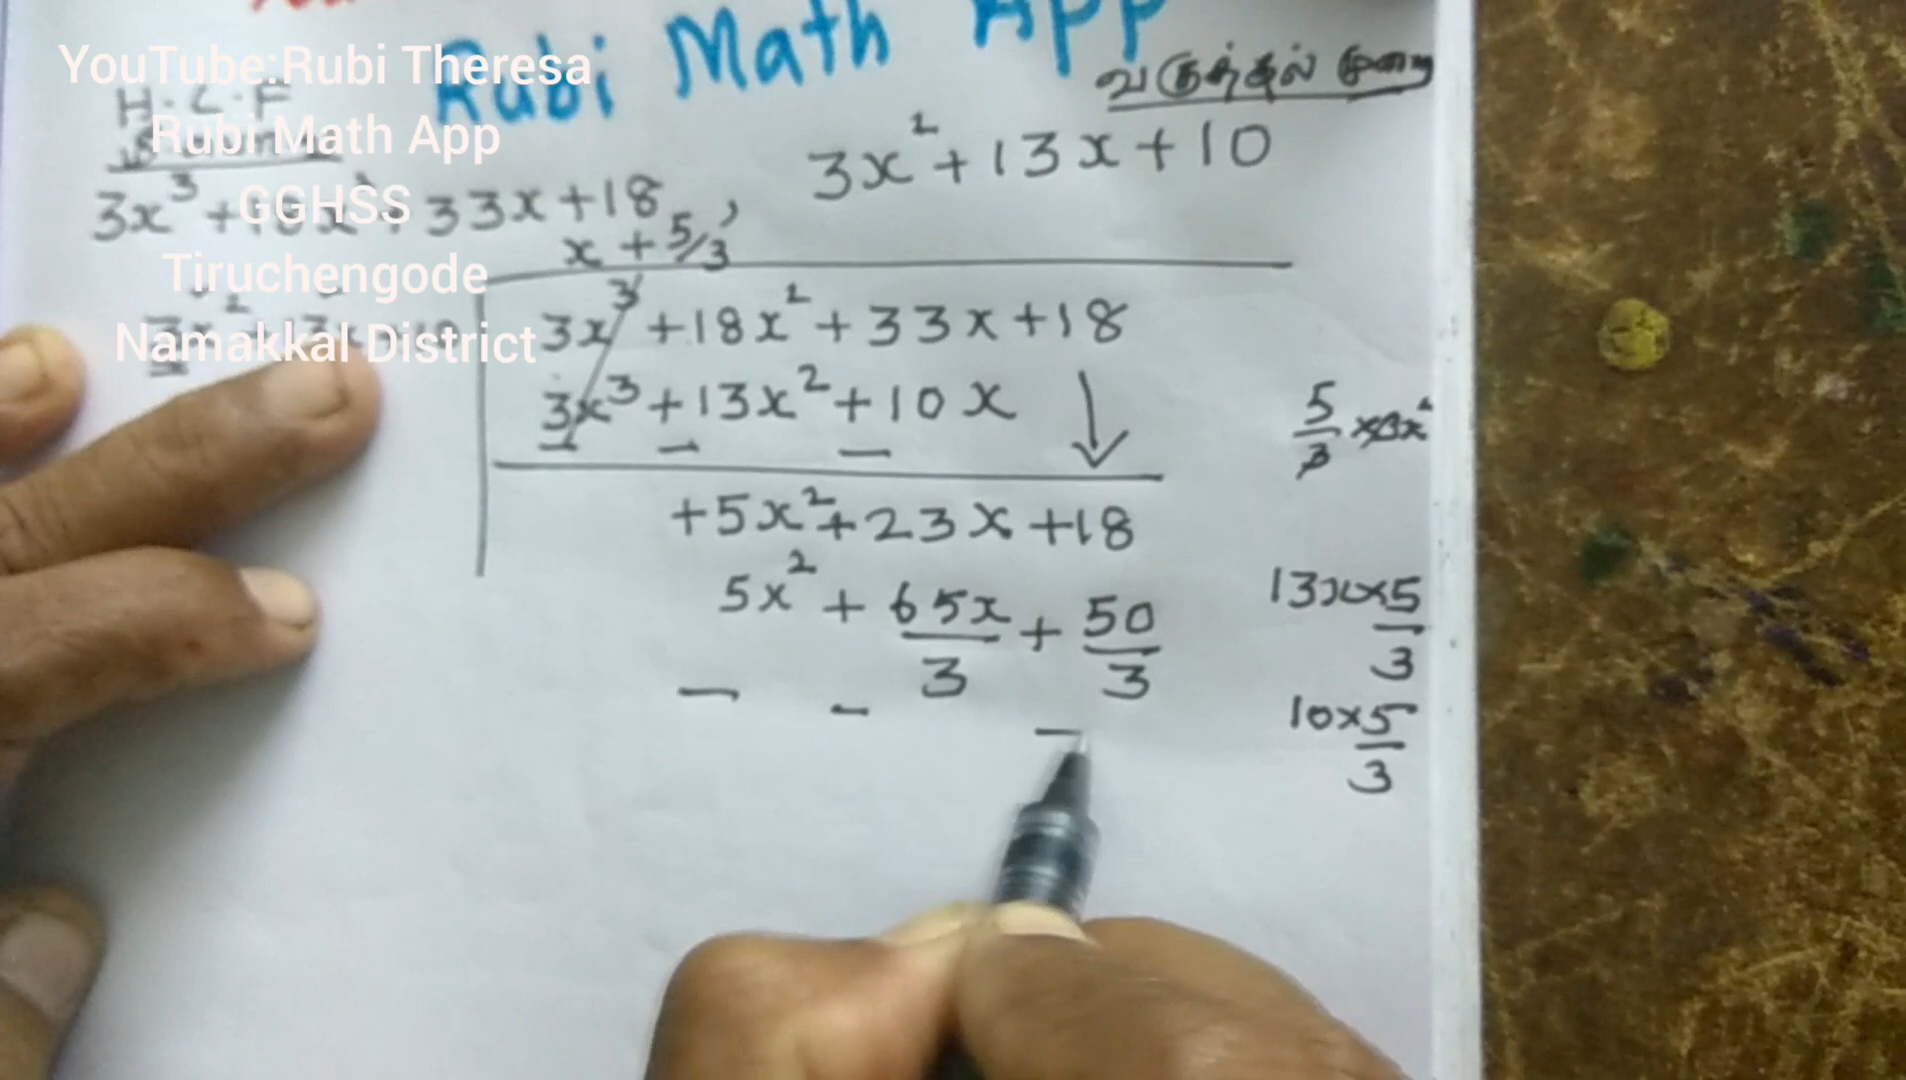 YouTube:Rubi Theresa
Rubi Math App
GGHSS
Tiruchengode
Namakkal District
Rubi Math App
H.C.F
வகுத்தல் முறை
3x³ + 33x + 18,
3x² + 13x + 10
x + 5/3
3x³ + 18x² + 33x + 18
3x³ + 13x² + 10x
+5x² + 23x + 18
5x² + 65x/3 + 50/3
5/3 × 3x²
13x × 5/3
10 × 5/3